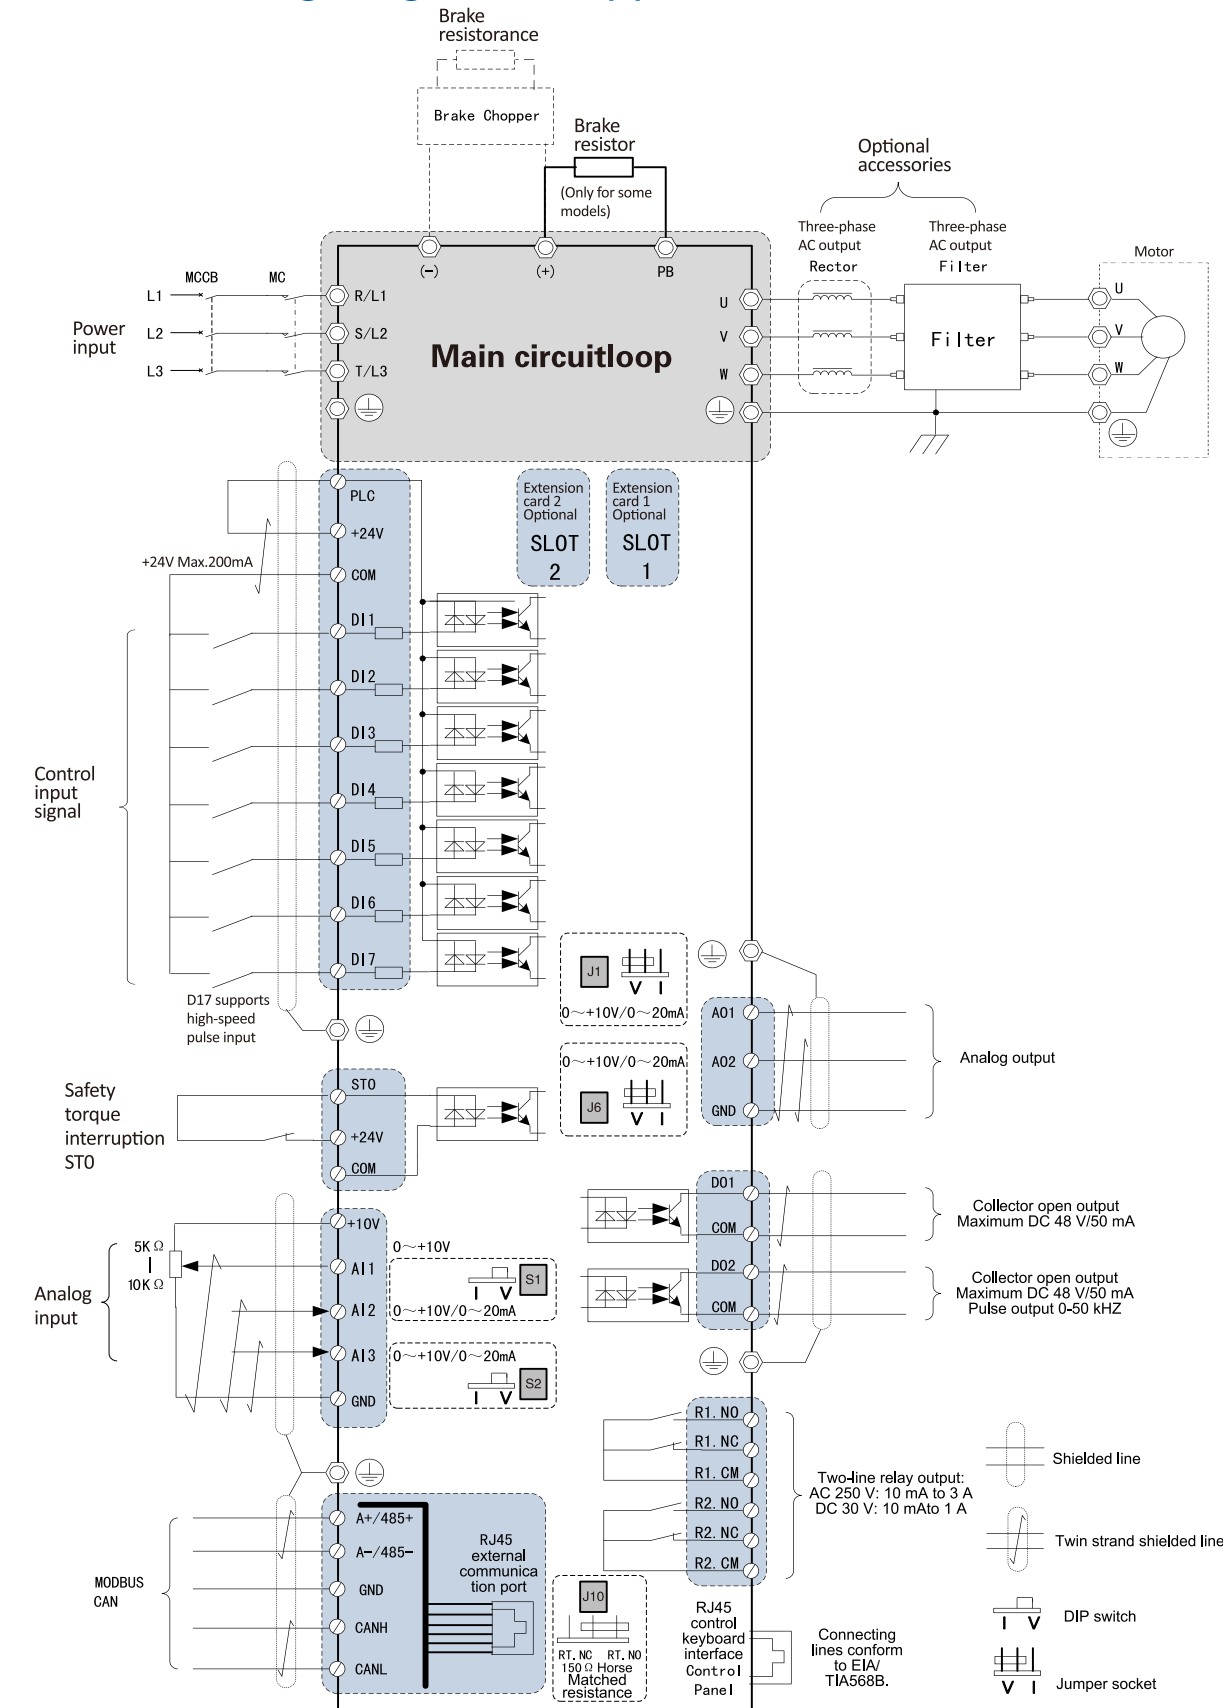 Brake
resistorance
Brake Chopper
Brake
resistor
(Only for some
models)
Optional
accessories
Three-phase
AC output
Rector
Three-phase
AC output
Filter
Motor
(-)
(+)
PB
MCCB
MC
L1
L2
L3
Power
input
R/L1
S/L2
T/L3
Main circuitloop
U
V
W
Filter
U
V
W
PLC
+24V
COM
+24V Max.200mA
Extension
card 2
Optional
SLOT
2
Extension
card 1
Optional
SLOT
1
DI1
DI2
DI3
DI4
DI5
DI6
DI7
Control
input
signal
D17 supports
high-speed
pulse input
J1
V I
0～+10V/0～20mA
0～+10V/0～20mA
J6
V I
AO1
AO2
GND
Analog output
Safety
torque
interruption
STO
STO
+24V
COM
DO1
COM
DO2
COM
Collector open output
Maximum DC 48 V/50 mA
Collector open output
Maximum DC 48 V/50 mA
Pulse output 0-50 kHZ
Analog
input
5K Ω
10K Ω
+10V
AI1
AI2
AI3
GND
0～+10V
S1
I V
0～+10V/0～20mA
0～+10V/0～20mA
S2
I V
R1. NO
R1. NC
R1. CM
R2. NO
R2. NC
R2. CM
Two-line relay output:
AC 250 V: 10 mA to 3 A
DC 30 V: 10 mAto 1 A
Shielded line
Twin strand shielded line
I V
DIP switch
V I
Jumper socket
MODBUS
CAN
A+/485+
A-/485-
GND
CANH
CANL
RJ45
external
communica
tion port
J10
RT. NC RT. NO
150 Ω Horse
Matched
resistance
RJ45
control
keyboard
interface
Control
Panel
Connecting
lines conform
to EIA/
TIA568B.